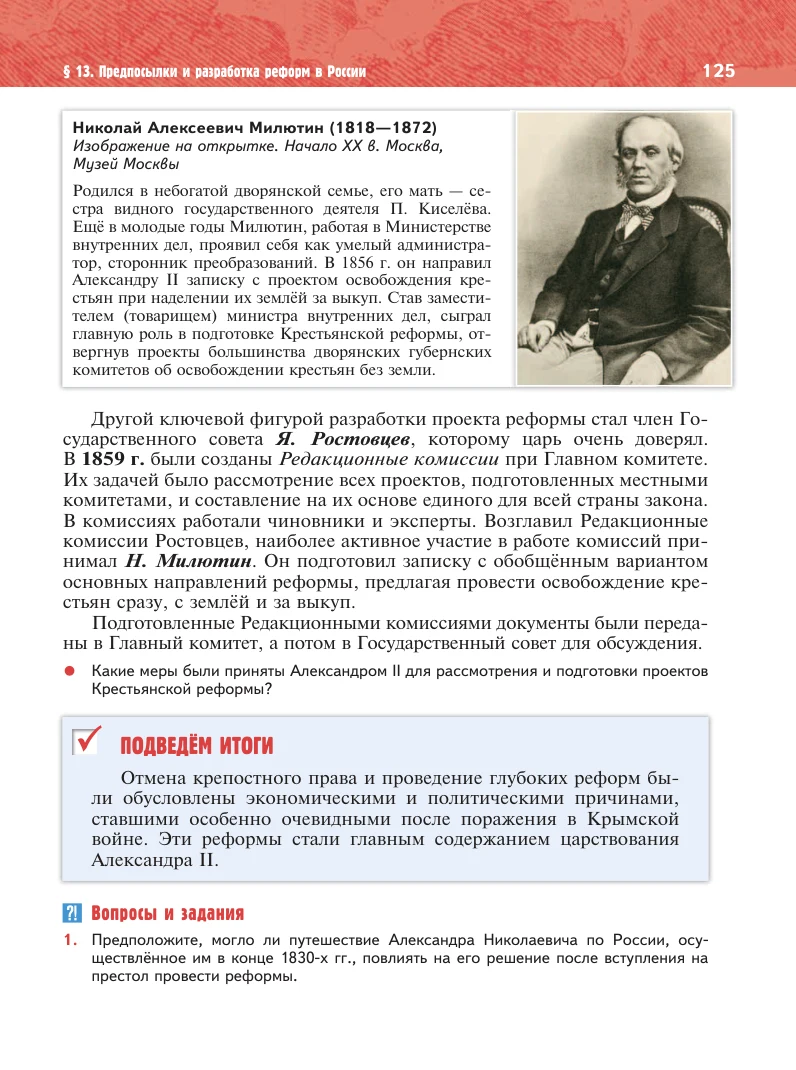 § 13. Предпосылки и разработка реформ в России
125
Николай Алексеевич Милютин (1818—1872)
Изображение на открытке. Начало XX в. Москва,
Музей Москвы
Родился в небогатой дворянской семье, его мать — се-
стра видного государственного деятеля П. Киселёва.
Ещё в молодые годы Милютин, работая в Министерстве
внутренних дел, проявил себя как умелый администра-
тор, сторонник преобразований. В 1856 г. он направил
Александру II записку с проектом освобождения кре-
стьян при наделении их землёй за выкуп. Став замести-
телем (товарищем) министра внутренних дел, сыграл
главную роль в подготовке Крестьянской реформы, от-
вергнув проекты большинства дворянских губернских
комитетов об освобождении крестьян без земли.
Другой ключевой фигурой разработки проекта реформы стал член Го-
сударственного совета Я. Ростовцев, которому царь очень доверял.
В 1859 г. были созданы Редакционные комиссии при Главном комитете.
Их задачей было рассмотрение всех проектов, подготовленных местными
комитетами, и составление на их основе единого для всей страны закона.
В комиссиях работали чиновники и эксперты. Возглавил Редакционные
комиссии Ростовцев, наиболее активное участие в работе комиссий при-
нимал Н. Милютин. Он подготовил записку с обобщённым вариантом
основных направлений реформы, предлагая провести освобождение кре-
стьян сразу, с землёй и за выкуп.
Подготовленные Редакционными комиссиями документы были переда-
ны в Главный комитет, а потом в Государственный совет для обсуждения.
● Какие меры были приняты Александром II для рассмотрения и подготовки проектов
Крестьянской реформы?
ПОДВЕДЁМ ИТОГИ
Отмена крепостного права и проведение глубоких реформ бы-
ли обусловлены экономическими и политическими причинами,
ставшими особенно очевидными после поражения в Крымской
войне. Эти реформы стали главным содержанием царствования
Александра II.
?! Вопросы и задания
1. Предположите, могло ли путешествие Александра Николаевича по России, осу-
ществлённое им в конце 1830-х гг., повлиять на его решение после вступления на
престол провести реформы.